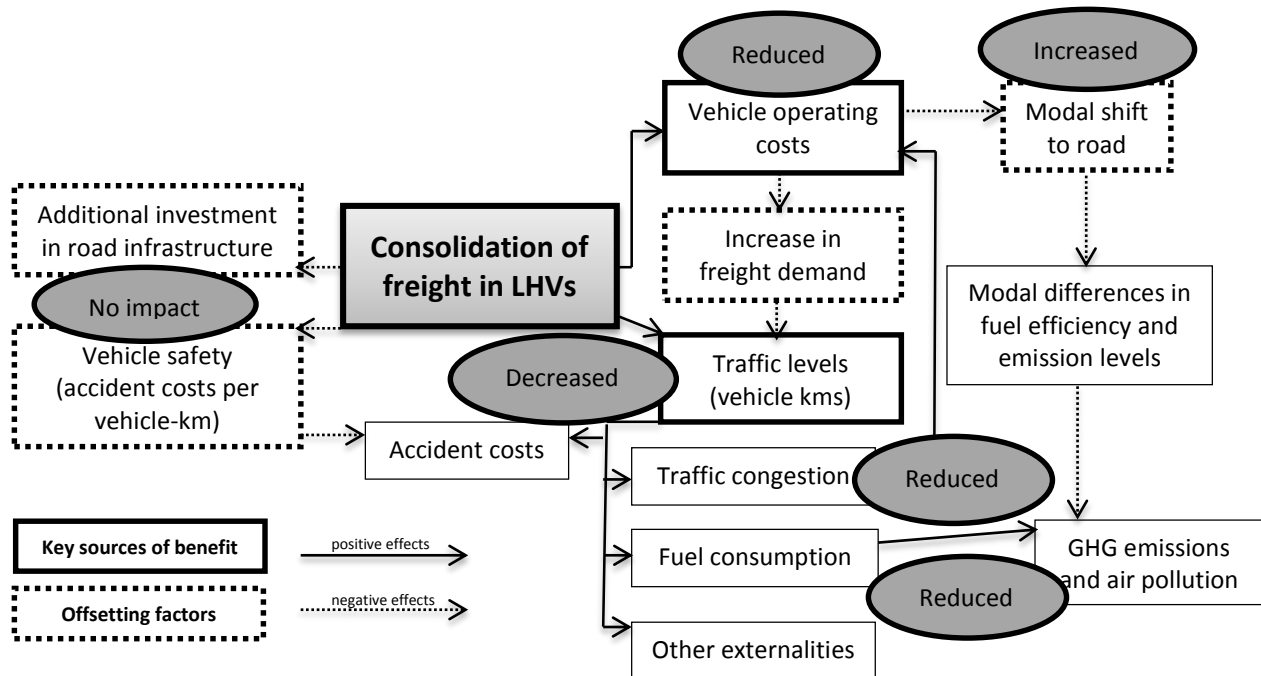 Reduced
Increased
Vehicle operating
costs
Modal shift
to road
Additional investment
in road infrastructure
Consolidation of
freight in LHVs
Increase in
freight demand
No impact
Modal differences in
fuel efficiency and
emission levels
Vehicle safety
(accident costs per
vehicle-km)
Decreased
Traffic levels
(vehicle kms)
Accident costs
Traffic congestion
Reduced
Key sources of benefit
positive effects
Fuel consumption
GHG emissions
and air pollution
Offsetting factors
negative effects
Reduced
Other externalities